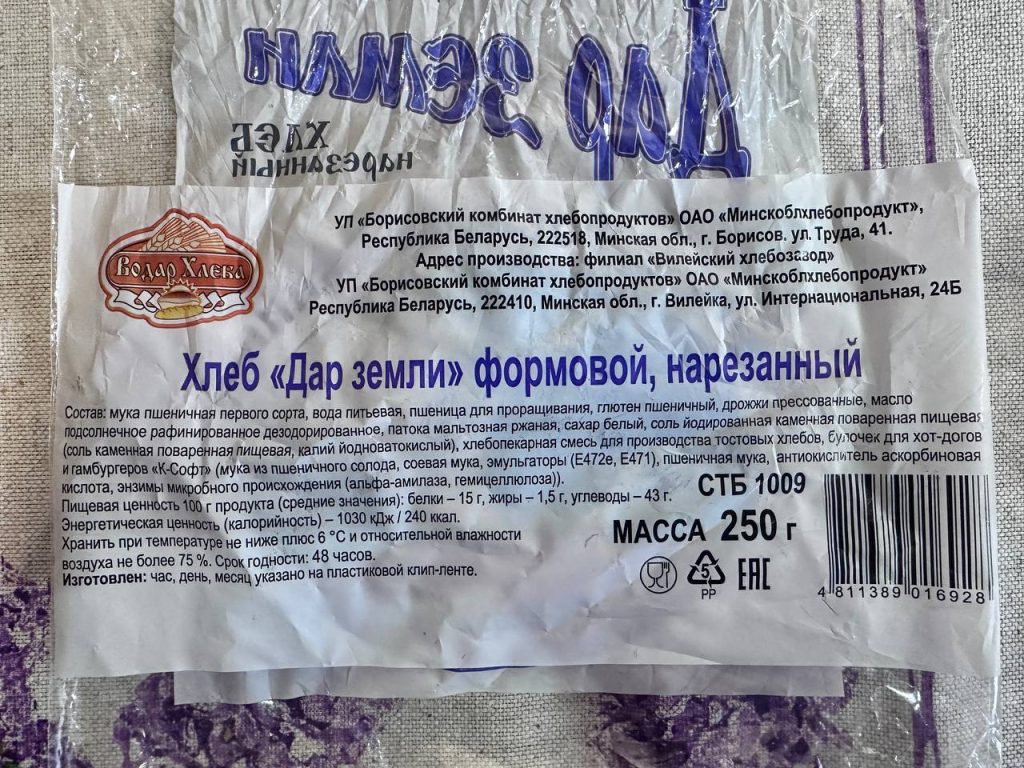 Дар земли
ХЛЕБ
нарезанный
Водар Хлеба
УП «Борисовский комбинат хлебопродуктов» ОАО «Минскоблхлебопродукт»,
Республика Беларусь, 222518, Минская обл., г. Борисов. ул. Труда, 41.
Адрес производства: филиал «Вилейский хлебозавод»
УП «Борисовский комбинат хлебопродуктов» ОАО «Минскоблхлебопродукт»
Республика Беларусь, 222410, Минская обл., г. Вилейка, ул. Интернациональная, 24Б
Хлеб «Дар земли» формовой, нарезанный
Состав: мука пшеничная первого сорта, вода питьевая, пшеница для проращивания, глютен пшеничный, дрожжи прессованные, масло
подсолнечное рафинированное дезодорированное, патока мальтозная ржаная, сахар белый, соль йодированная каменная поваренная пищевая
(соль каменная поваренная пищевая, калий йодноватокислый), хлебопекарная смесь для производства тостовых хлебов, булочек для хот-догов
и гамбургеров «К-Софт» (мука из пшеничного солода, соевая мука, эмульгаторы (Е472е, Е471), пшеничная мука, антиокислитель аскорбиновая
кислота, энзимы микробного происхождения (альфа-амилаза, гемицеллюлоза)).
Пищевая ценность 100 г продукта (средние значения): белки – 15 г, жиры – 1,5 г, углеводы – 43 г.
Энергетическая ценность (калорийность) – 1030 кДж / 240 ккал.
Хранить при температуре не ниже плюс 6 °С и относительной влажности
воздуха не более 75 %. Срок годности: 48 часов.
Изготовлен: час, день, месяц указано на пластиковой клип-ленте.
СТБ 1009
МАССА 250 г
5
PP
EAC
4 811389 016928